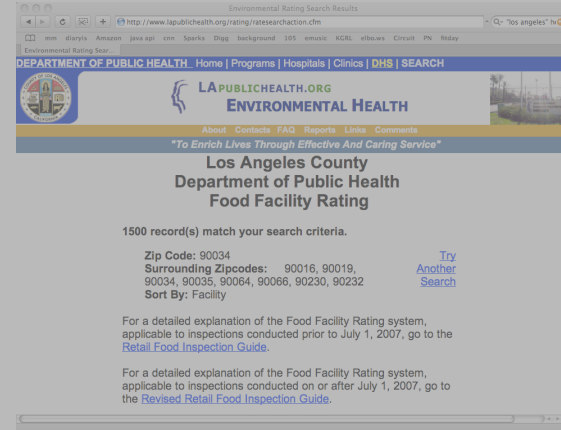 Environmental Rating Search Results
http://www.lapublichealth.org/rating/ratesearchaction.cfm
Q- "los angeles"
mm diaryis Amazon java api cnn Sparks Digg background 105 emusic KCRL elbo.ws Circuit PN
Environmental Rating Sear...
DEPARTMENT OF PUBLIC HEALTH Home | Programs | Hospitals | Clinics | DHS | SEARCH
LAPUBLICHEALTH.ORG
ENVIRONMENTAL HEALTH
About Contacts FAQ Reports Links Comments
"To Enrich Lives Through Effective And Caring Service"
Los Angeles County
Department of Public Health
Food Facility Rating
1500 record(s) match your search criteria.
Zip Code: 90034
Surrounding Zipcodes: 90016, 90019,
90034, 90035, 90064, 90066, 90230, 90232
Sort By: Facility
Try
Another
Search
For a detailed explanation of the Food Facility Rating system,
applicable to inspections conducted prior to July 1, 2007, go to the
Retail Food Inspection Guide.
For a detailed explanation of the Food Facility Rating system,
applicable to inspections conducted on or after July 1, 2007, go to
the Revised Retail Food Inspection Guide.